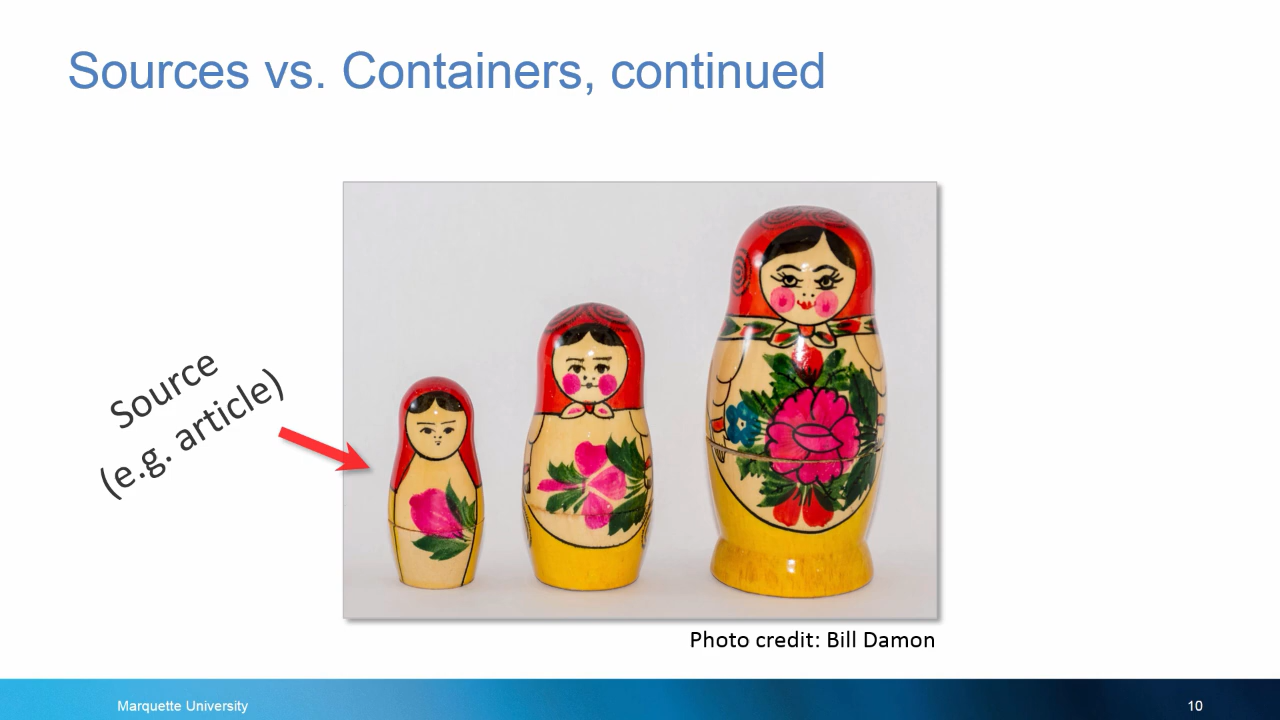 Sources vs. Containers, continued
Source
(e.g. article)
Photo credit: Bill Damon
Marquette University
10